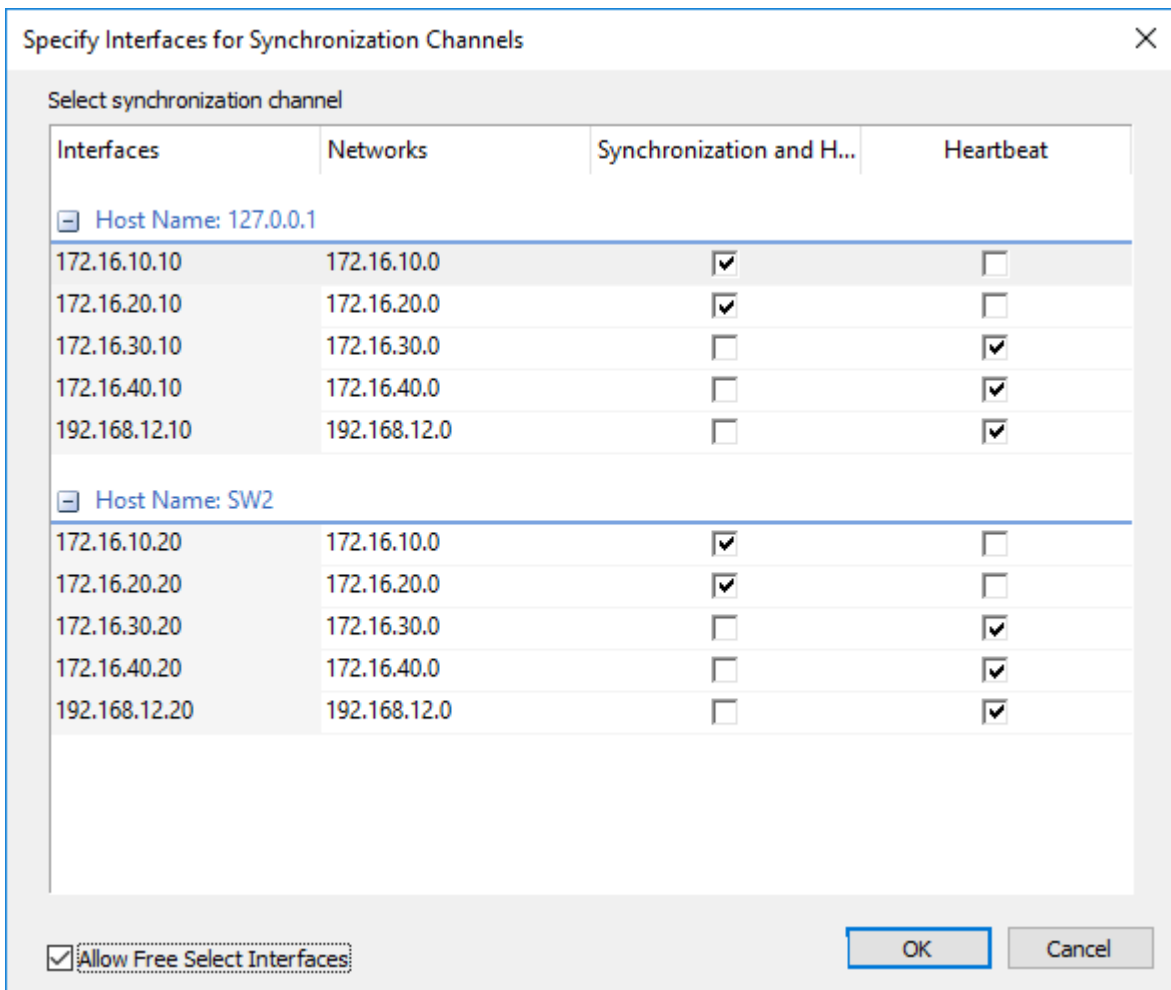 Specify Interfaces for Synchronization Channels
Select synchronization channel
Interfaces Networks Synchronization and H... Heartbeat
Host Name: 127.0.0.1
172.16.10.10 172.16.10.0
172.16.20.10 172.16.20.0
172.16.30.10 172.16.30.0
172.16.40.10 172.16.40.0
192.168.12.10 192.168.12.0
Host Name: SW2
172.16.10.20 172.16.10.0
172.16.20.20 172.16.20.0
172.16.30.20 172.16.30.0
172.16.40.20 172.16.40.0
192.168.12.20 192.168.12.0
Allow Free Select Interfaces OK Cancel